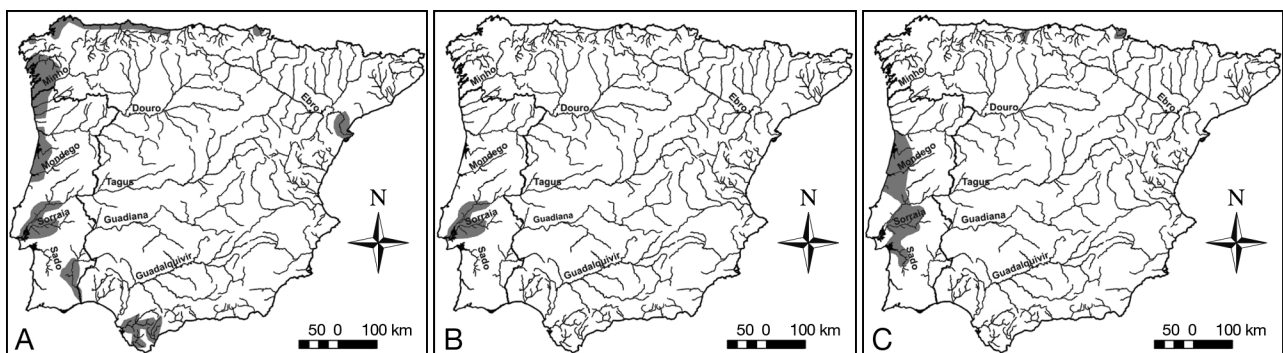 Minho
Douro
Ebro
Mondego
Tagus
Sorraia
Guadiana
Sado
Guadalquivir
N
50 0 100 km
A
Minho
Douro
Ebro
Mondego
Tagus
Sorraia
Guadiana
Sado
Guadalquivir
N
50 0 100 km
B
Minho
Douro
Ebro
Mondego
Tagus
Sorraia
Guadiana
Sado
Guadalquivir
N
50 0 100 km
C